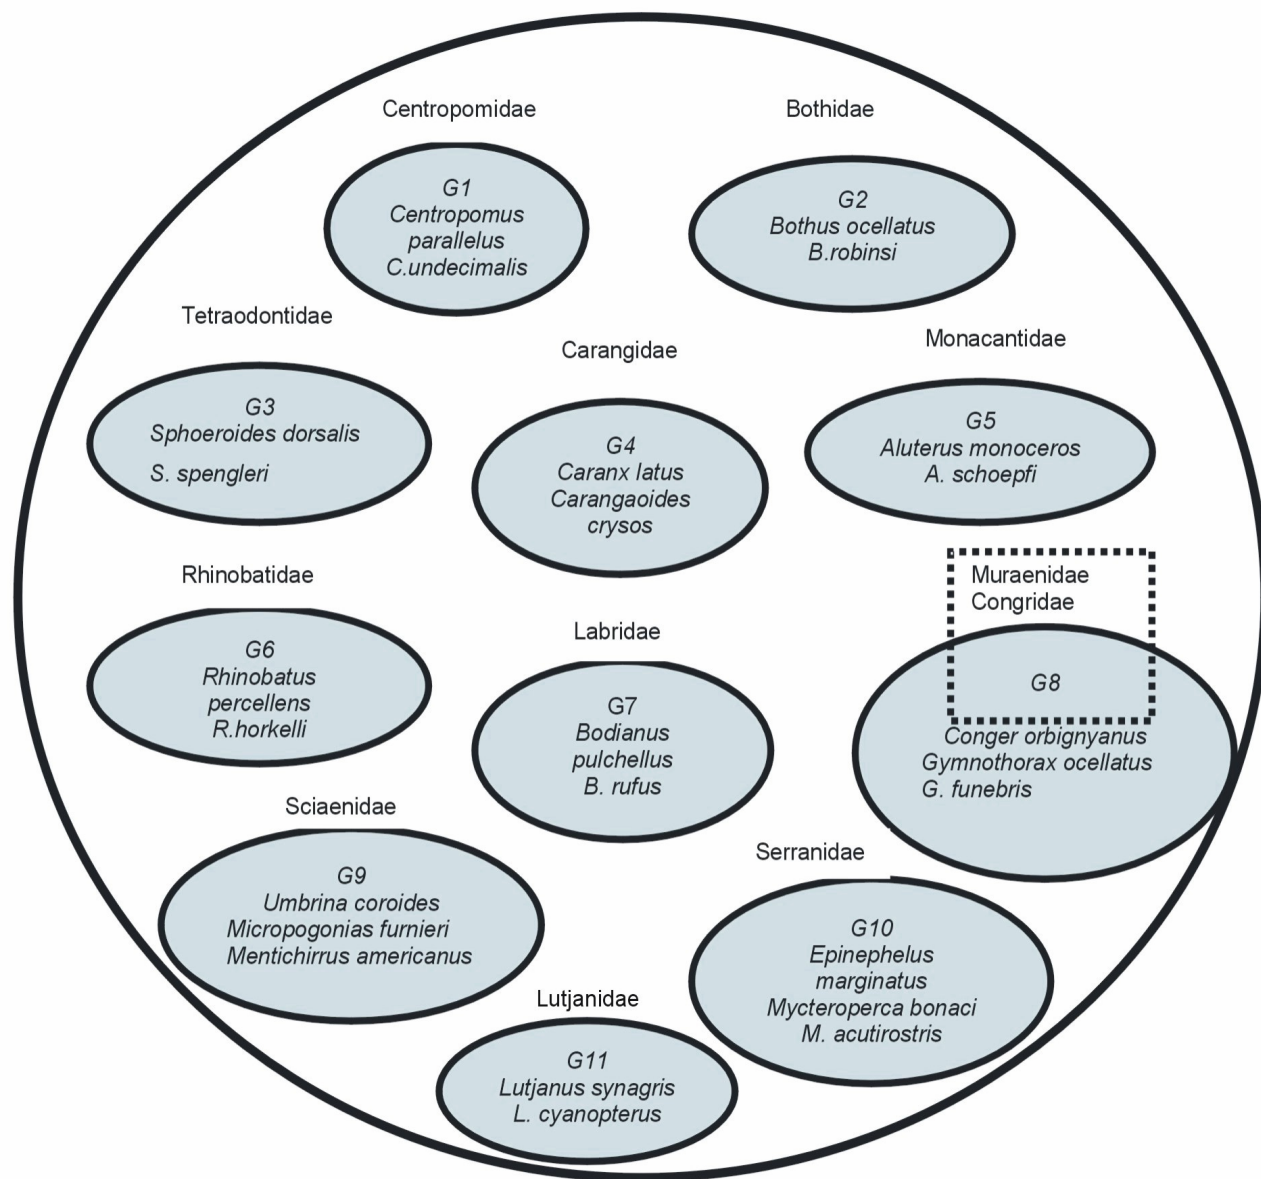 Centropomidae
G1
Centropomus
parallelus
C.undecimalis
Bothidae
G2
Bothus ocellatus
B.robinsi
Tetraodontidae
G3
Sphoeroides dorsalis
S. spengleri
Carangidae
G4
Caranx latus
Carangaoides
crysos
Monacantidae
G5
Aluterus monoceros
A. schoepfi
Rhinobatidae
G6
Rhinobatus
percellens
R.horkelli
Labridae
G7
Bodianus
pulchellus
B. rufus
Muraenidae
Congridae
G8
Conger orbignyanus
Gymnothorax ocellatus
G. funebris
Sciaenidae
G9
Umbrina coroides
Micropogonias furnieri
Mentichirrus americanus
Serranidae
G10
Epinephelus
marginatus
Mycteroperca bonaci
M. acutirostris
Lutjanidae
G11
Lutjanus synagris
L. cyanopterus